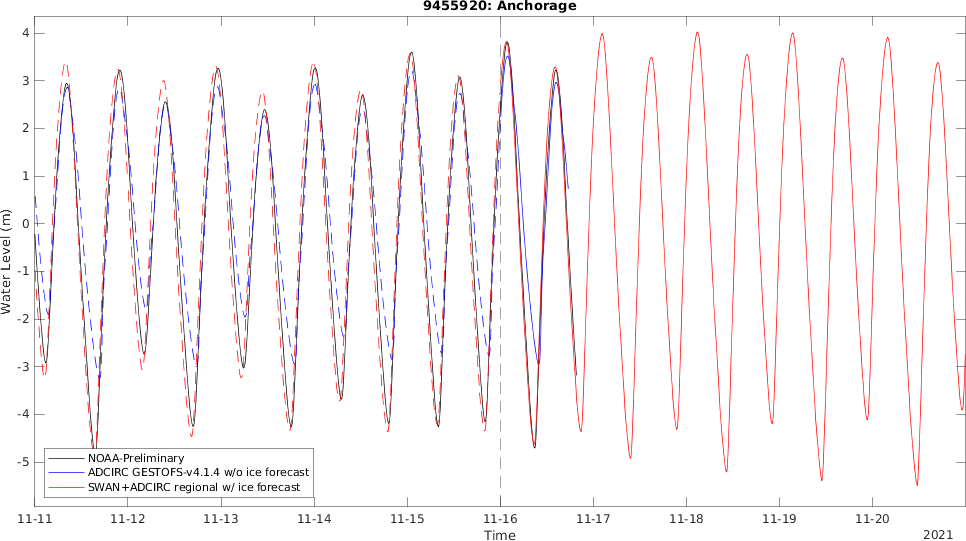 9455920: Anchorage
4
3
2
1
0
-1
-2
-3
-4
-5
Water Level (m)
NOAA-Preliminary
ADCIRC GESTOFS-v4.1.4 w/o ice forecast
SWAN+ADCIRC regional w/ ice forecast
11-11 11-12 11-13 11-14 11-15 11-16 11-17 11-18 11-19 11-20
Time
2021